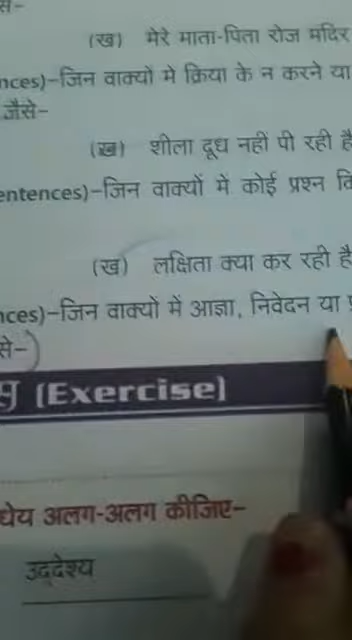 (ख) मेरे माता-पिता रोज मंदिर
nces)–जिन वाक्यों में क्रिया के न करने या
जैसे–
(ख) शीला दूध नहीं पी रही है
entences)–जिन वाक्यों में कोई प्रश्न
(ख) लक्षिता क्या कर रही है
nces)–जिन वाक्यों में आज्ञा, निवेदन या
से–
(Exercise)
धेय अलग-अलग कीजिए–
उद्देश्य